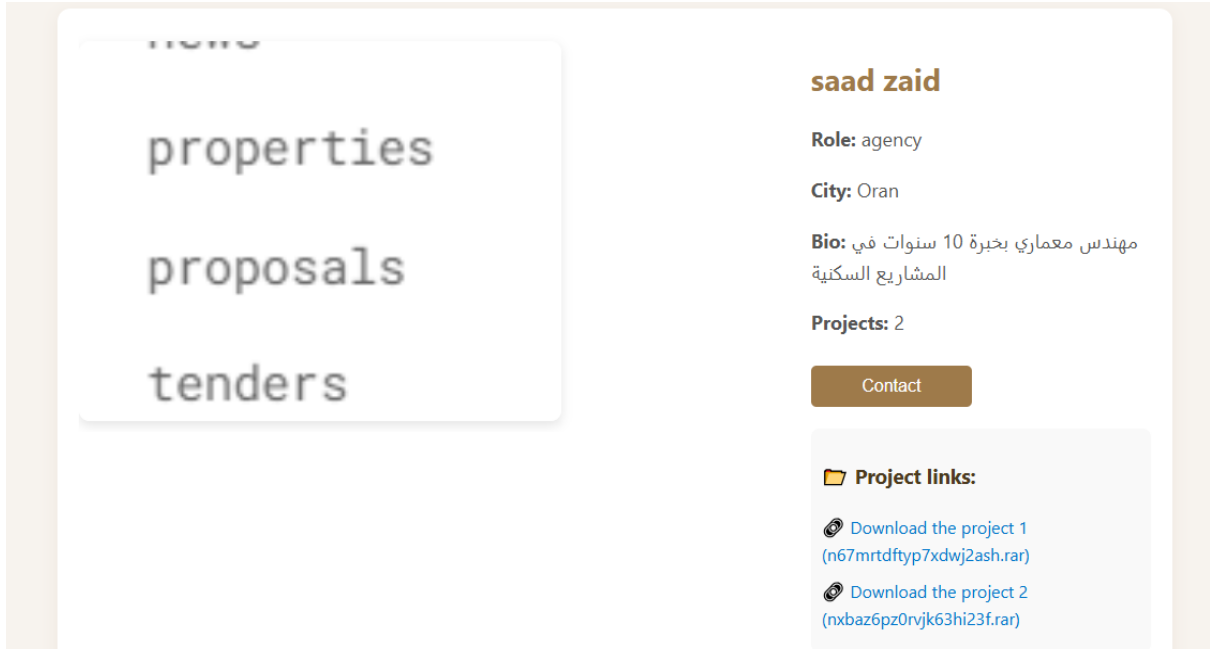 news
properties
proposals
tenders
saad zaid
Role: agency
City: Oran
Bio: مهندس معماري بخبرة 10 سنوات في
المشاريع السكنية
Projects: 2
Contact
Project links:
Download the project 1
(n67mrtdftyp7xdwj2ash.rar)
Download the project 2
(nxbaz6pz0rvjk63hi23f.rar)